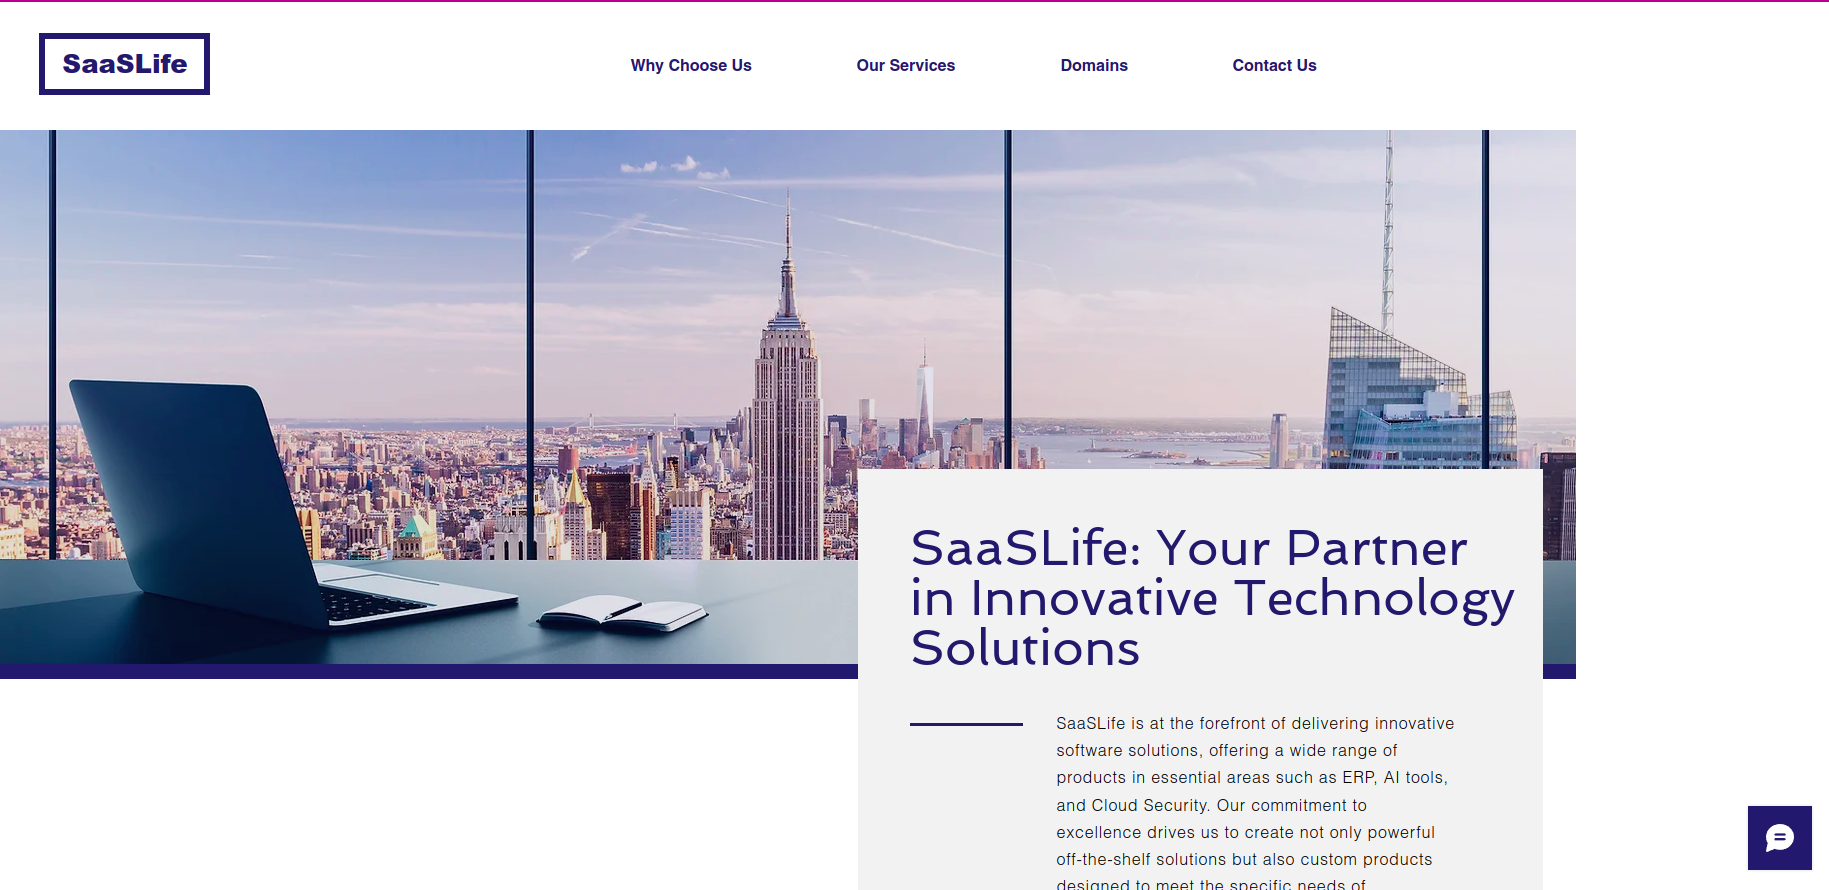 SaaSLife
Why Choose Us
Our Services
Domains
Contact Us
SaaSLife: Your Partner
in Innovative Technology
Solutions
SaaSLife is at the forefront of delivering innovative
software solutions, offering a wide range of
products in essential areas such as ERP, AI tools,
and Cloud Security. Our commitment to
excellence drives us to create not only powerful
off-the-shelf solutions but also custom products
designed to meet the specific needs of